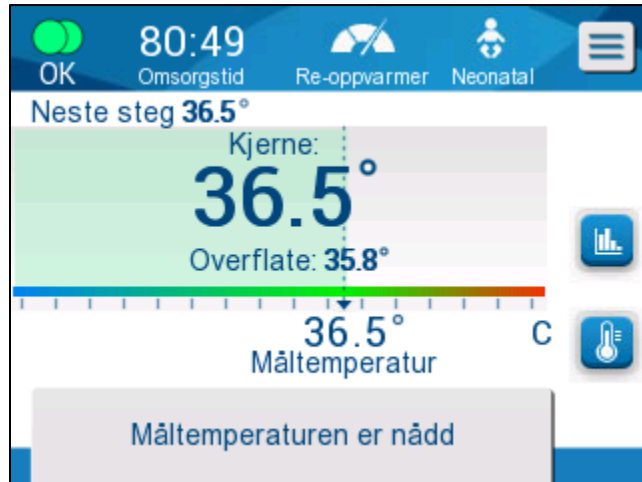 OK
80:49
Omsorgstid
Re-oppvarmer
Neonatal
Neste steg 36.5°
Kjerne:
36.5°
Overflate: 35.8°
36.5°
C
Måltemperatur
Måltemperaturen er nådd